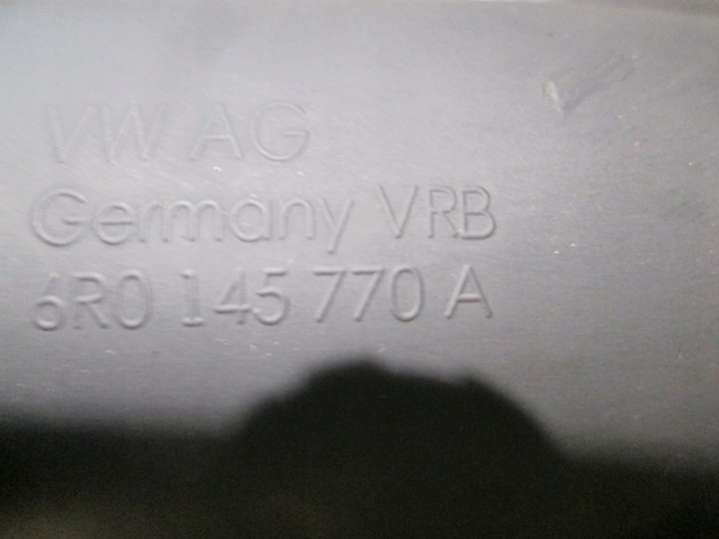 VW AG
Germany VRB
6R0 145 770 A